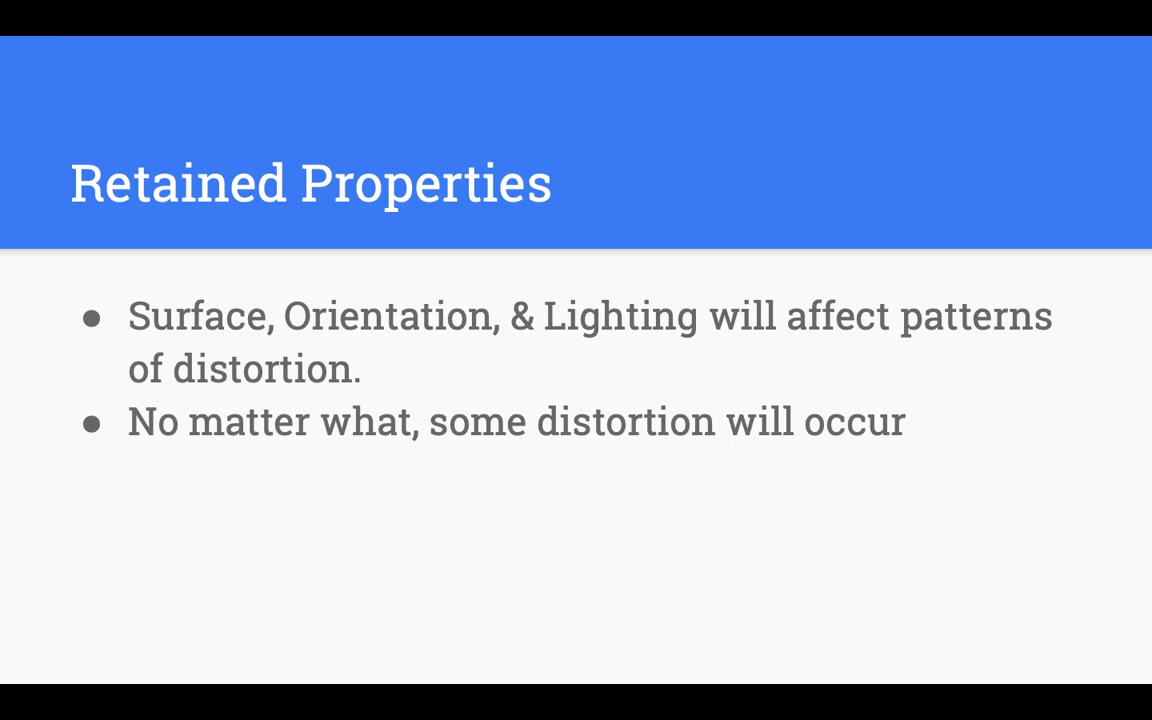 Retained Properties
● Surface, Orientation, & Lighting will affect patterns
of distortion.
● No matter what, some distortion will occur